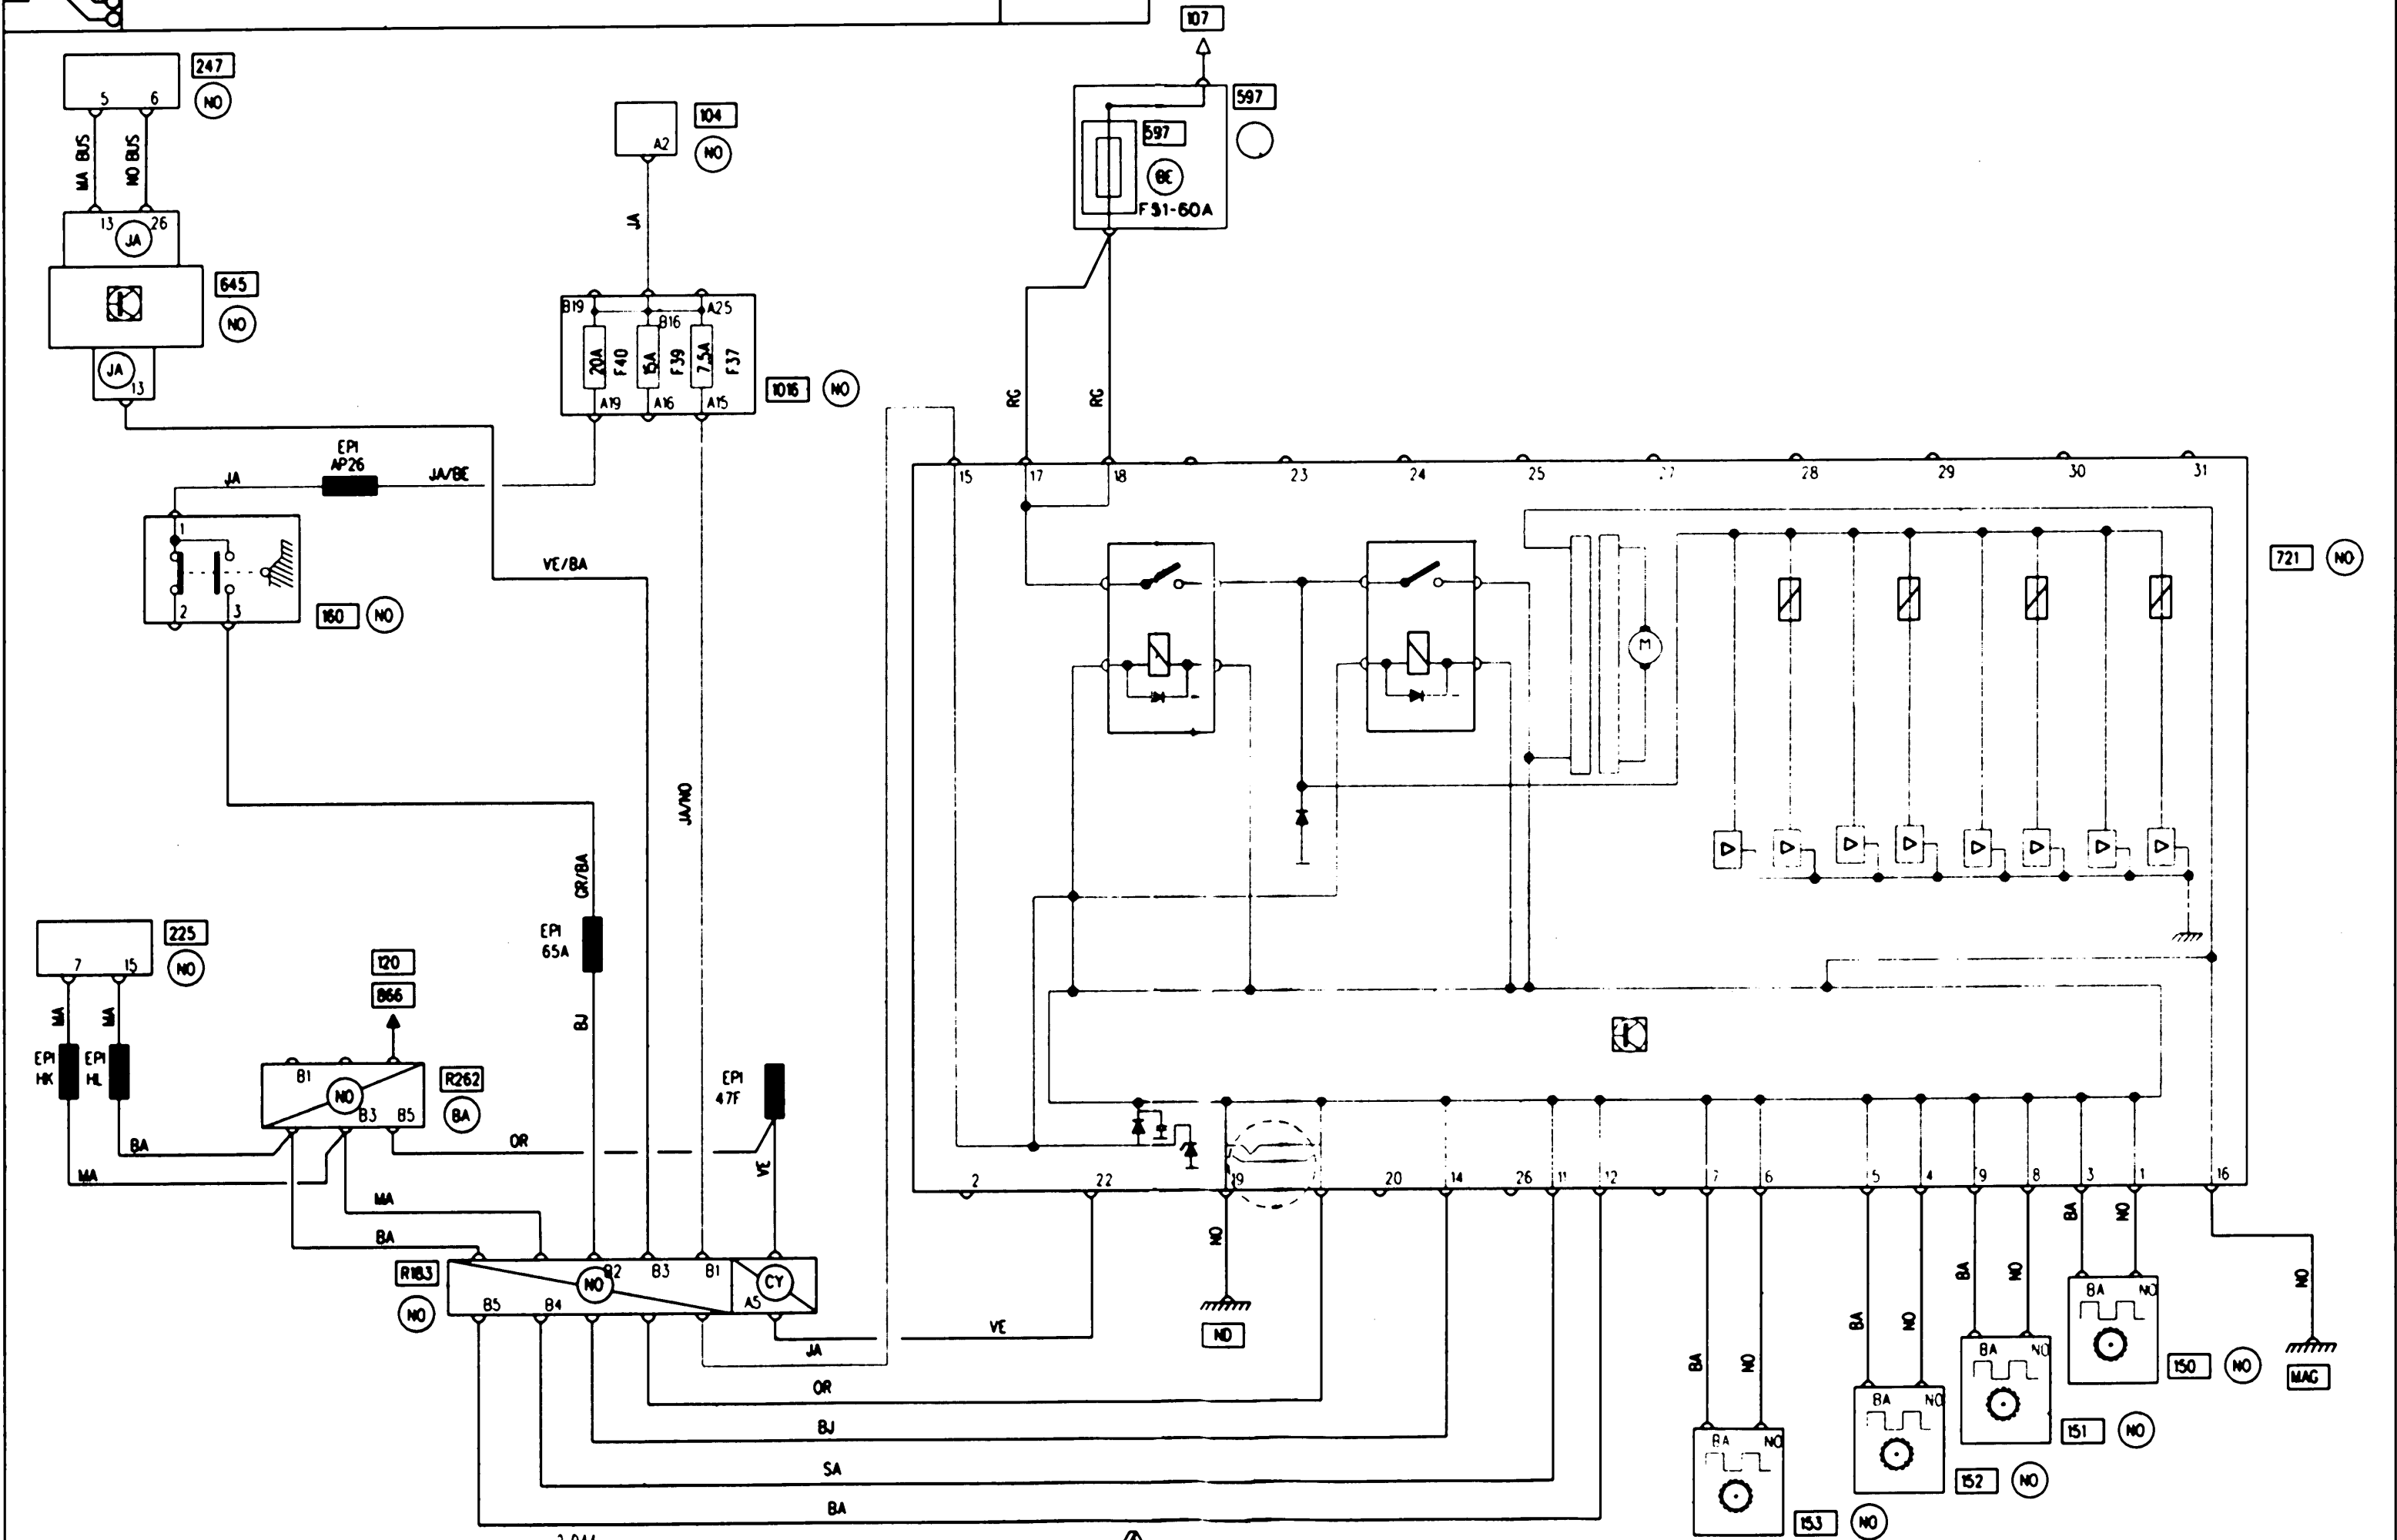 107
247
NO
5 6
MA BUS
NO BUS
13 JA 26
645
NO
JA
13
104
NO
A2
JA
597
597
BE
F51-60A
B19 B16 A25
20A F40 15A F39 7.5A F37
A19 A16 A15
1016 NO
RG RG
EPI
AP26
JA JA/BE
1
2 3
160 NO
VE/BA
JA/NO
GR/BA
EPI
65A
BJ
15 17 18 23 24 25 27 28 29 30 31
721 NO
M
225
NO
7 15
MA MA
EPI
HK
EPI
HL
120
866
B1
NO
B3 B5
R262
BA
BA
MA
OR
EPI
47F
VE
MA
BA
R183
NO
B2 B3 B1
NO
CY
B5 B4 A5
2 22 19 20 14 26 11 12 7 6 5 4 9 8 3 1 16
NO
NO
VE
JA
OR
BJ
SA
BA
BA NO
BA NO
153 NO
BA NO
BA NO
152 NO
BA NO
BA NO
151 NO
BA NO
BA NO
150 NO
NO
MAG